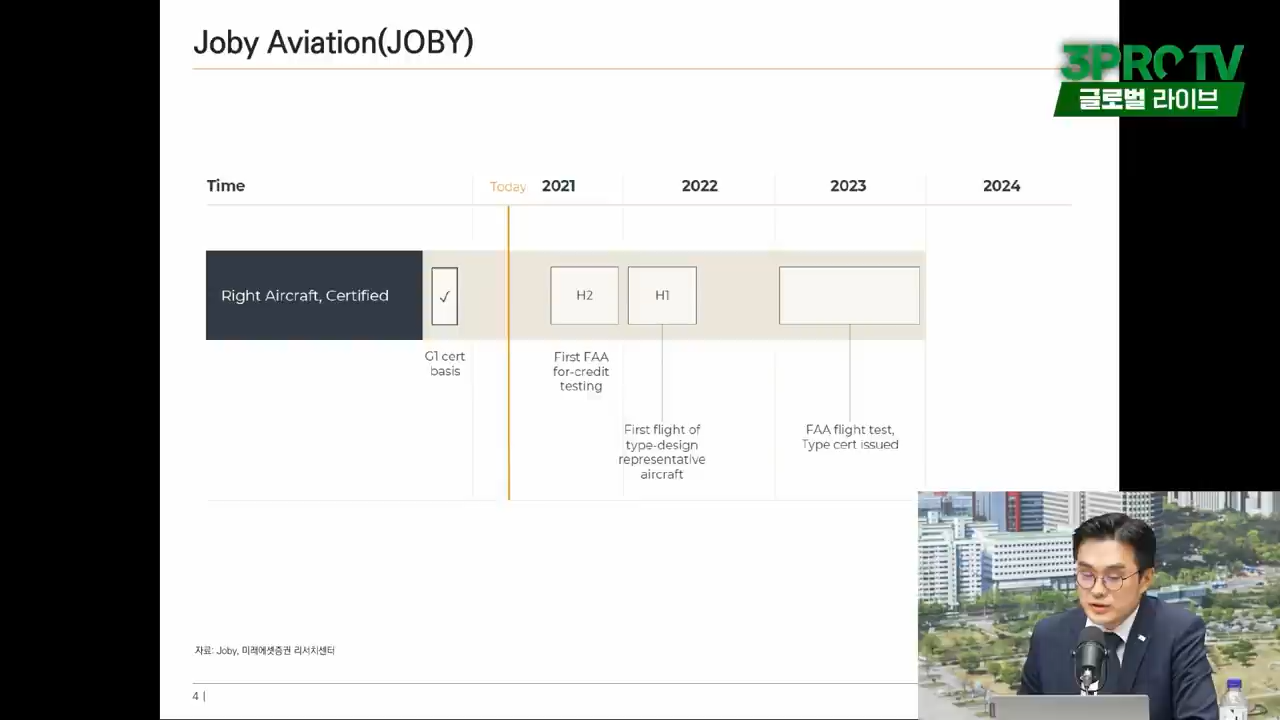 Joby Aviation(JOBY)
3PRO TV
글로벌 라이브
Time
Today
2021
2022
2023
2024
Right Aircraft, Certified
✓
H2
H1
G1 cert
basis
First FAA
for-credit
testing
First flight of
type-design
representative
aircraft
FAA flight test,
Type cert issued
자료: Joby, 미래에셋증권 리서치센터
4 |